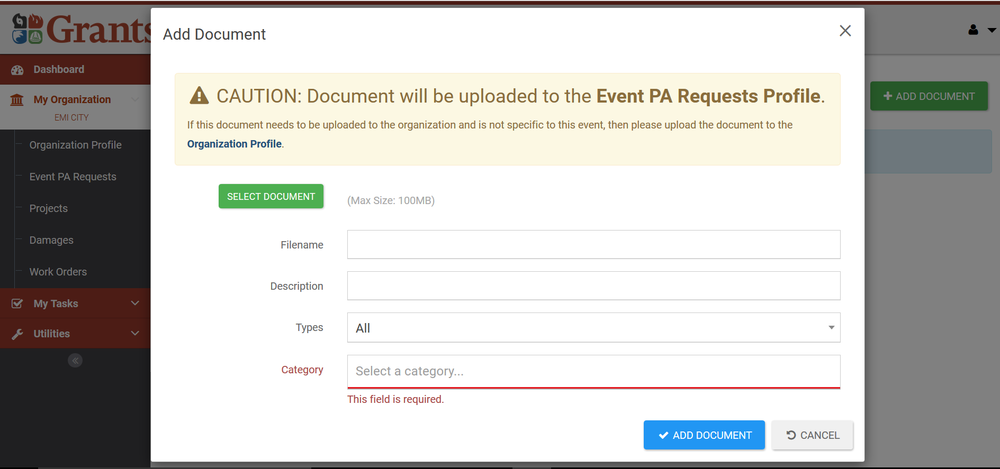 Grants
Dashboard
My Organization
EMI CITY
Organization Profile
Event PA Requests
Projects
Damages
Work Orders
My Tasks
Utilities
ADD DOCUMENT
Add Document
CAUTION: Document will be uploaded to the Event PA Requests Profile.
If this document needs to be uploaded to the organization and is not specific to this event, then please upload the document to the
Organization Profile.
SELECT DOCUMENT (Max Size: 100MB)
Filename
Description
Types All
Category Select a category...
This field is required.
ADD DOCUMENT CANCEL